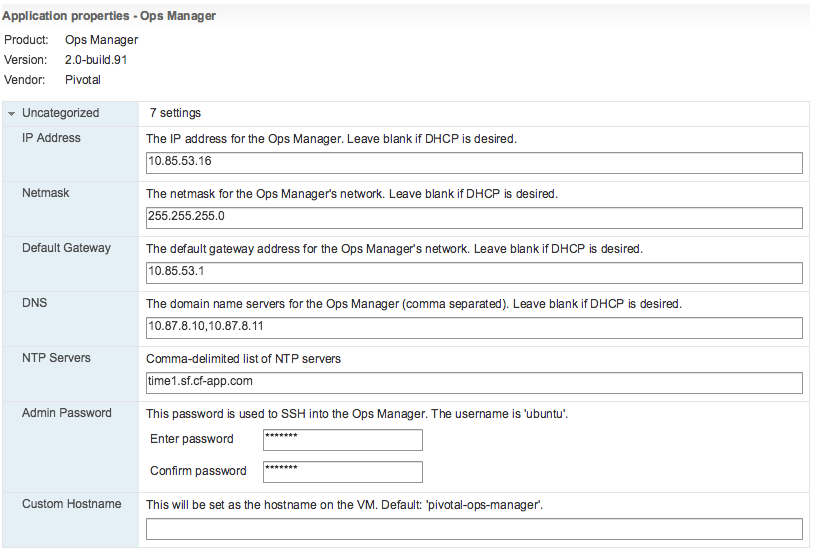 Application properties - Ops Manager
Product: Ops Manager
Version: 2.0-build.91
Vendor: Pivotal
Uncategorized 7 settings
IP Address The IP address for the Ops Manager. Leave blank if DHCP is desired.
10.85.53.16
Netmask The netmask for the Ops Manager's network. Leave blank if DHCP is desired.
255.255.255.0
Default Gateway The default gateway address for the Ops Manager's network. Leave blank if DHCP is desired.
10.85.53.1
DNS The domain name servers for the Ops Manager (comma separated). Leave blank if DHCP is desired.
10.87.8.10,10.87.8.11
NTP Servers Comma-delimited list of NTP servers
time1.sf.cf-app.com
Admin Password This password is used to SSH into the Ops Manager. The username is 'ubuntu'.
Enter password *******
Confirm password *******
Custom Hostname This will be set as the hostname on the VM. Default: 'pivotal-ops-manager'.